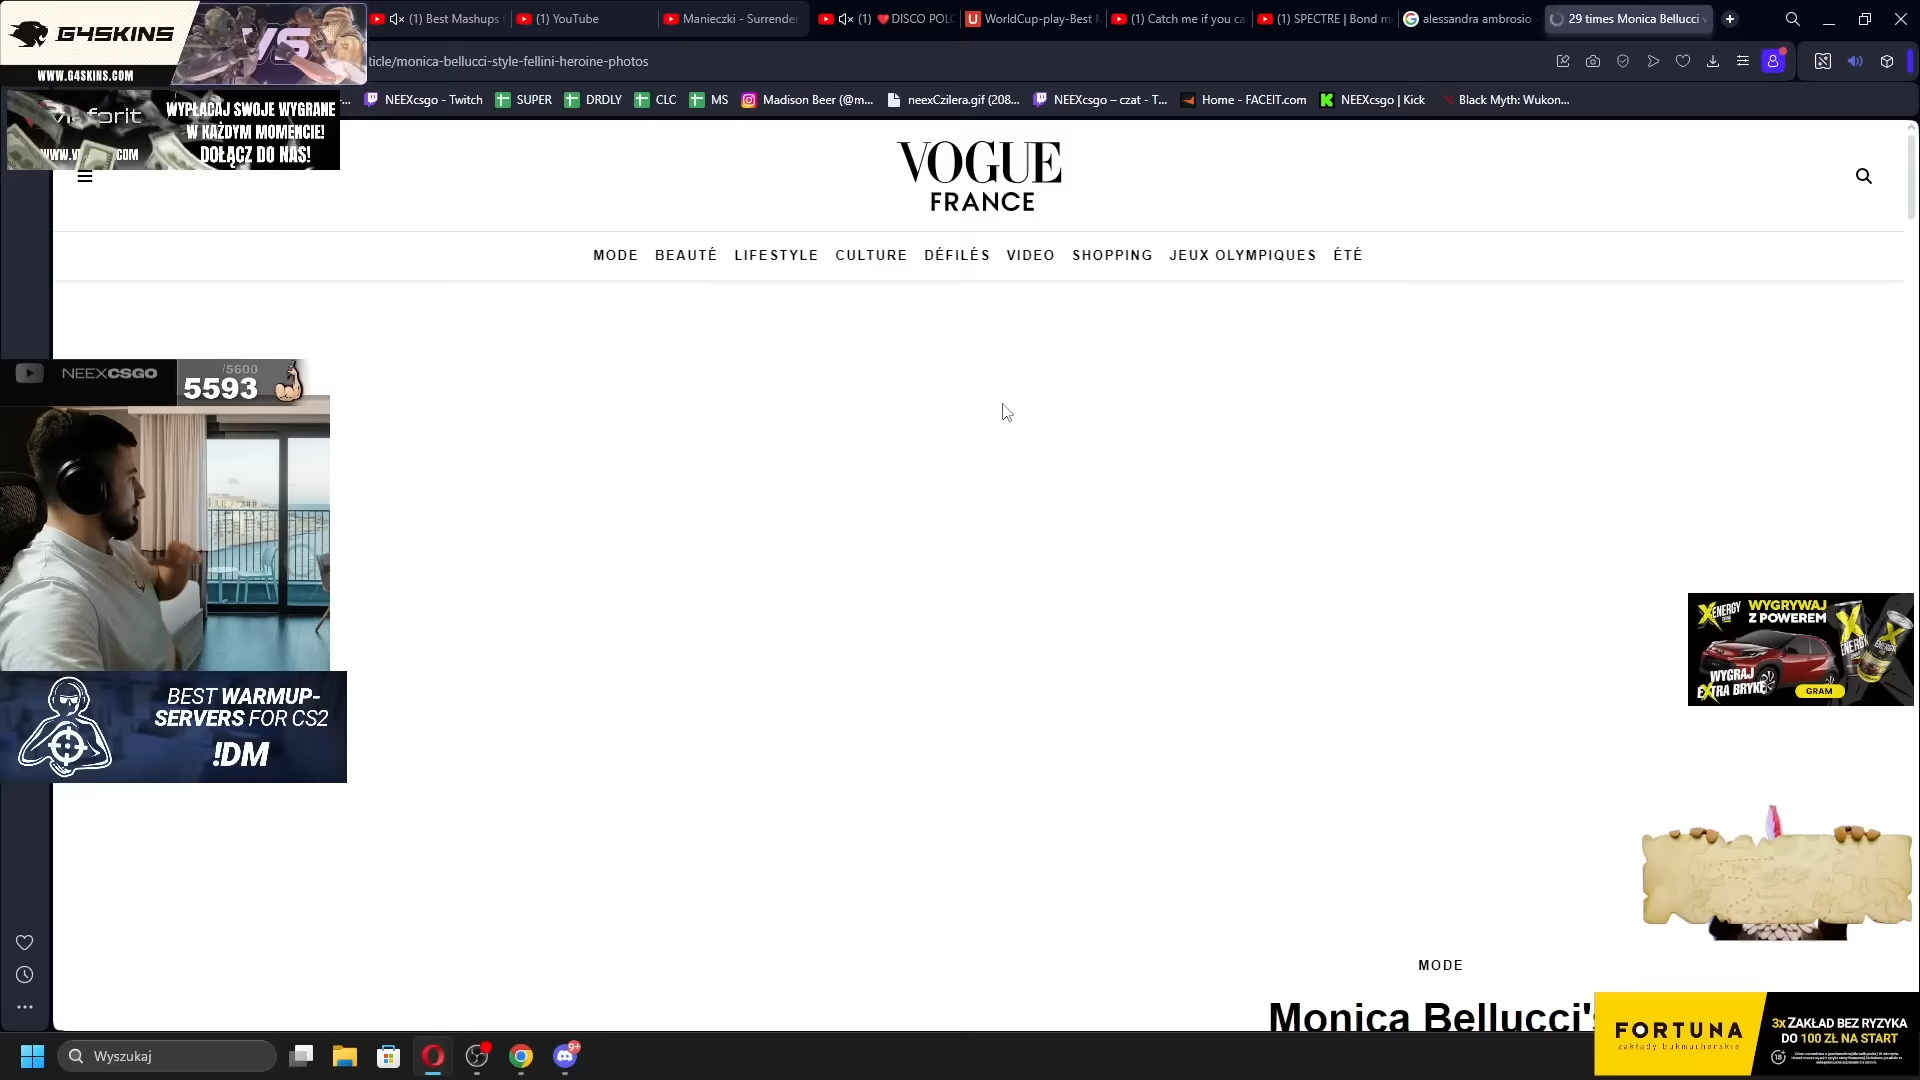 G4SKINS
VS
WWW.G4SKINS.COM
(1) Best Mashups
(1) YouTube
Manieczki - Surrender
(1) DISCO POLO
WorldCup-play-Best
(1) Catch me if you ca
(1) SPECTRE | Bond m
alessandra ambrosio
29 times Monica Bellucci
ticle/monica-bellucci-style-fellini-heroine-photos
NEEXcsgo - Twitch
SUPER
DRDLY
CLC
MS
Madison Beer (@m...
neexCzilera.gif (208...
NEEXcsgo – czat - T...
Home - FACEIT.com
NEEXcsgo | Kick
Black Myth: Wukon...
WYPŁACAJ SWOJE WYGRANE
W KAŻDYM MOMENCIE!
DOŁĄCZ DO NAS!
VOGUE
FRANCE
MODE BEAUTÉ LIFESTYLE CULTURE DÉFILÉS VIDEO SHOPPING JEUX OLYMPIQUES ÉTÉ
NEEXCSGO
/5600
5593
BEST WARMUP-
SERVERS FOR CS2
!DM
X ENERGY
WYGRYWAJ
Z POWEREM
WYGRAJ
EXTRA BRYKĘ
GRAM
MODE
Monica Bellucci's
FORTUNA
zakłady bukmacherskie
3x ZAKŁAD BEZ RYZYKA
DO 100 ZŁ NA START
18+
Wyszukaj
9+